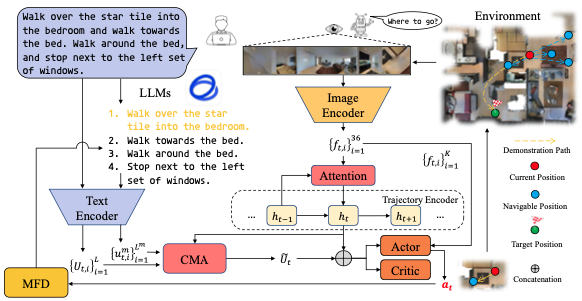 Walk over the star tile into
the bedroom and walk towards
the bed. Walk around the bed,
and stop next to the left set
of windows.
LLMs
1. Walk over the star
tile into the bedroom.
2. Walk towards the bed.
3. Walk around the bed.
4. Stop next to the left
set of windows.
Text
Encoder
{U_{t,i}}_{i=1}^{L}
{u_{t,i}^{m}}_{i=1}^{L^m}
MFD
CMA
Ũ_t
Where to go?
Image
Encoder
{f_{t,i}}_{i=1}^{36}
{f_{t,i}}_{i=1}^{K}
Attention
Trajectory Encoder
...
h_{t-1}
h_t
h_{t+1}
...
Actor
Critic
a_t
Environment
Demonstration Path
Current Position
Navigable Position
Target Position
Concatenation